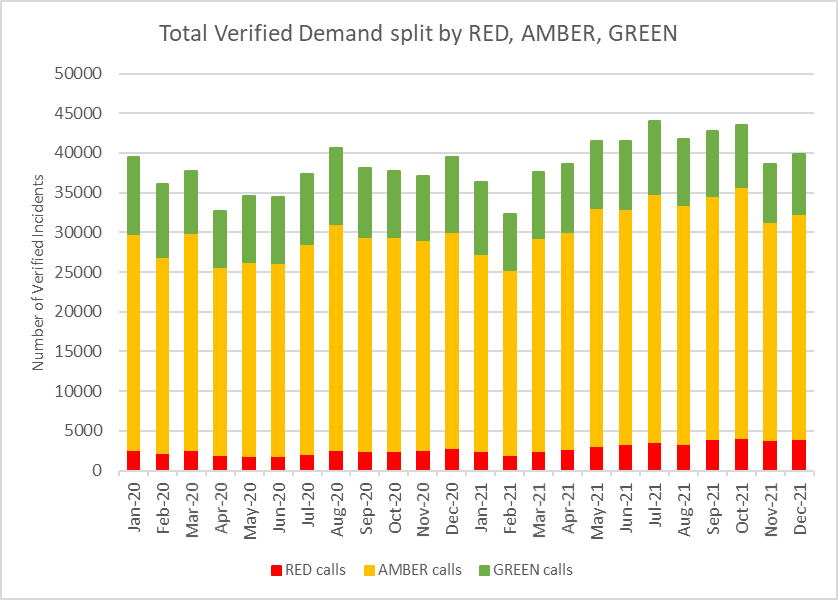 Total Verified Demand split by RED, AMBER, GREEN
Number of Verified Incidents
50000
45000
40000
35000
30000
25000
20000
15000
10000
5000
0
Jan-20
Feb-20
Mar-20
Apr-20
May-20
Jun-20
Jul-20
Aug-20
Sep-20
Oct-20
Nov-20
Dec-20
Jan-21
Feb-21
Mar-21
Apr-21
May-21
Jun-21
Jul-21
Aug-21
Sep-21
Oct-21
Nov-21
Dec-21
RED calls AMBER calls GREEN calls